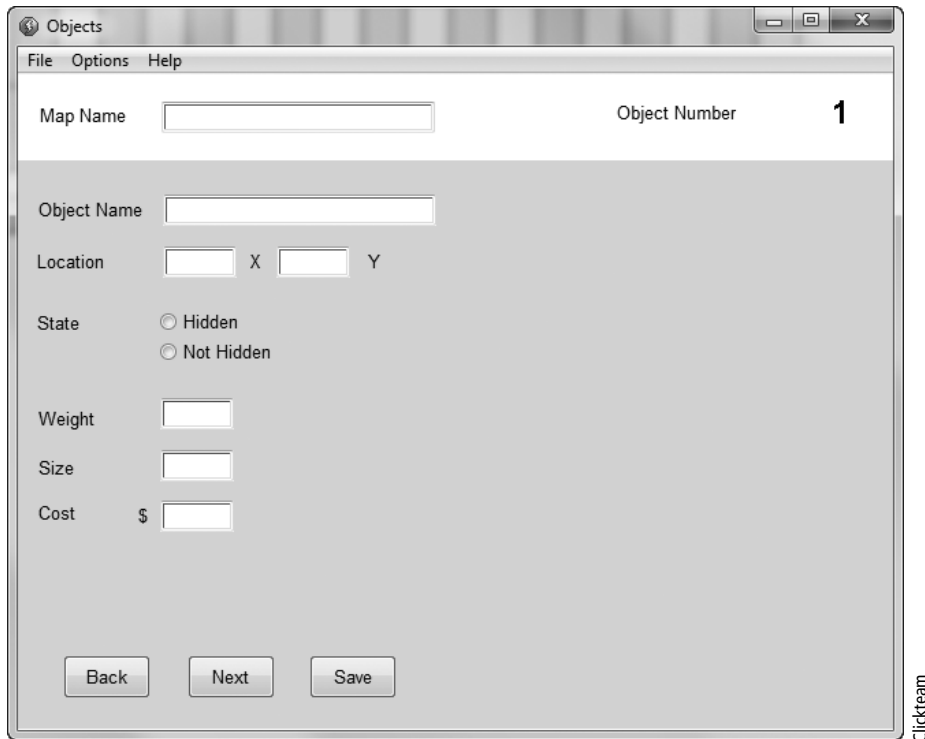 Objects
File Options Help
Map Name
Object Number 1
Object Name
Location X Y
State Hidden
Not Hidden
Weight
Size
Cost $
Back Next Save
Clickteam